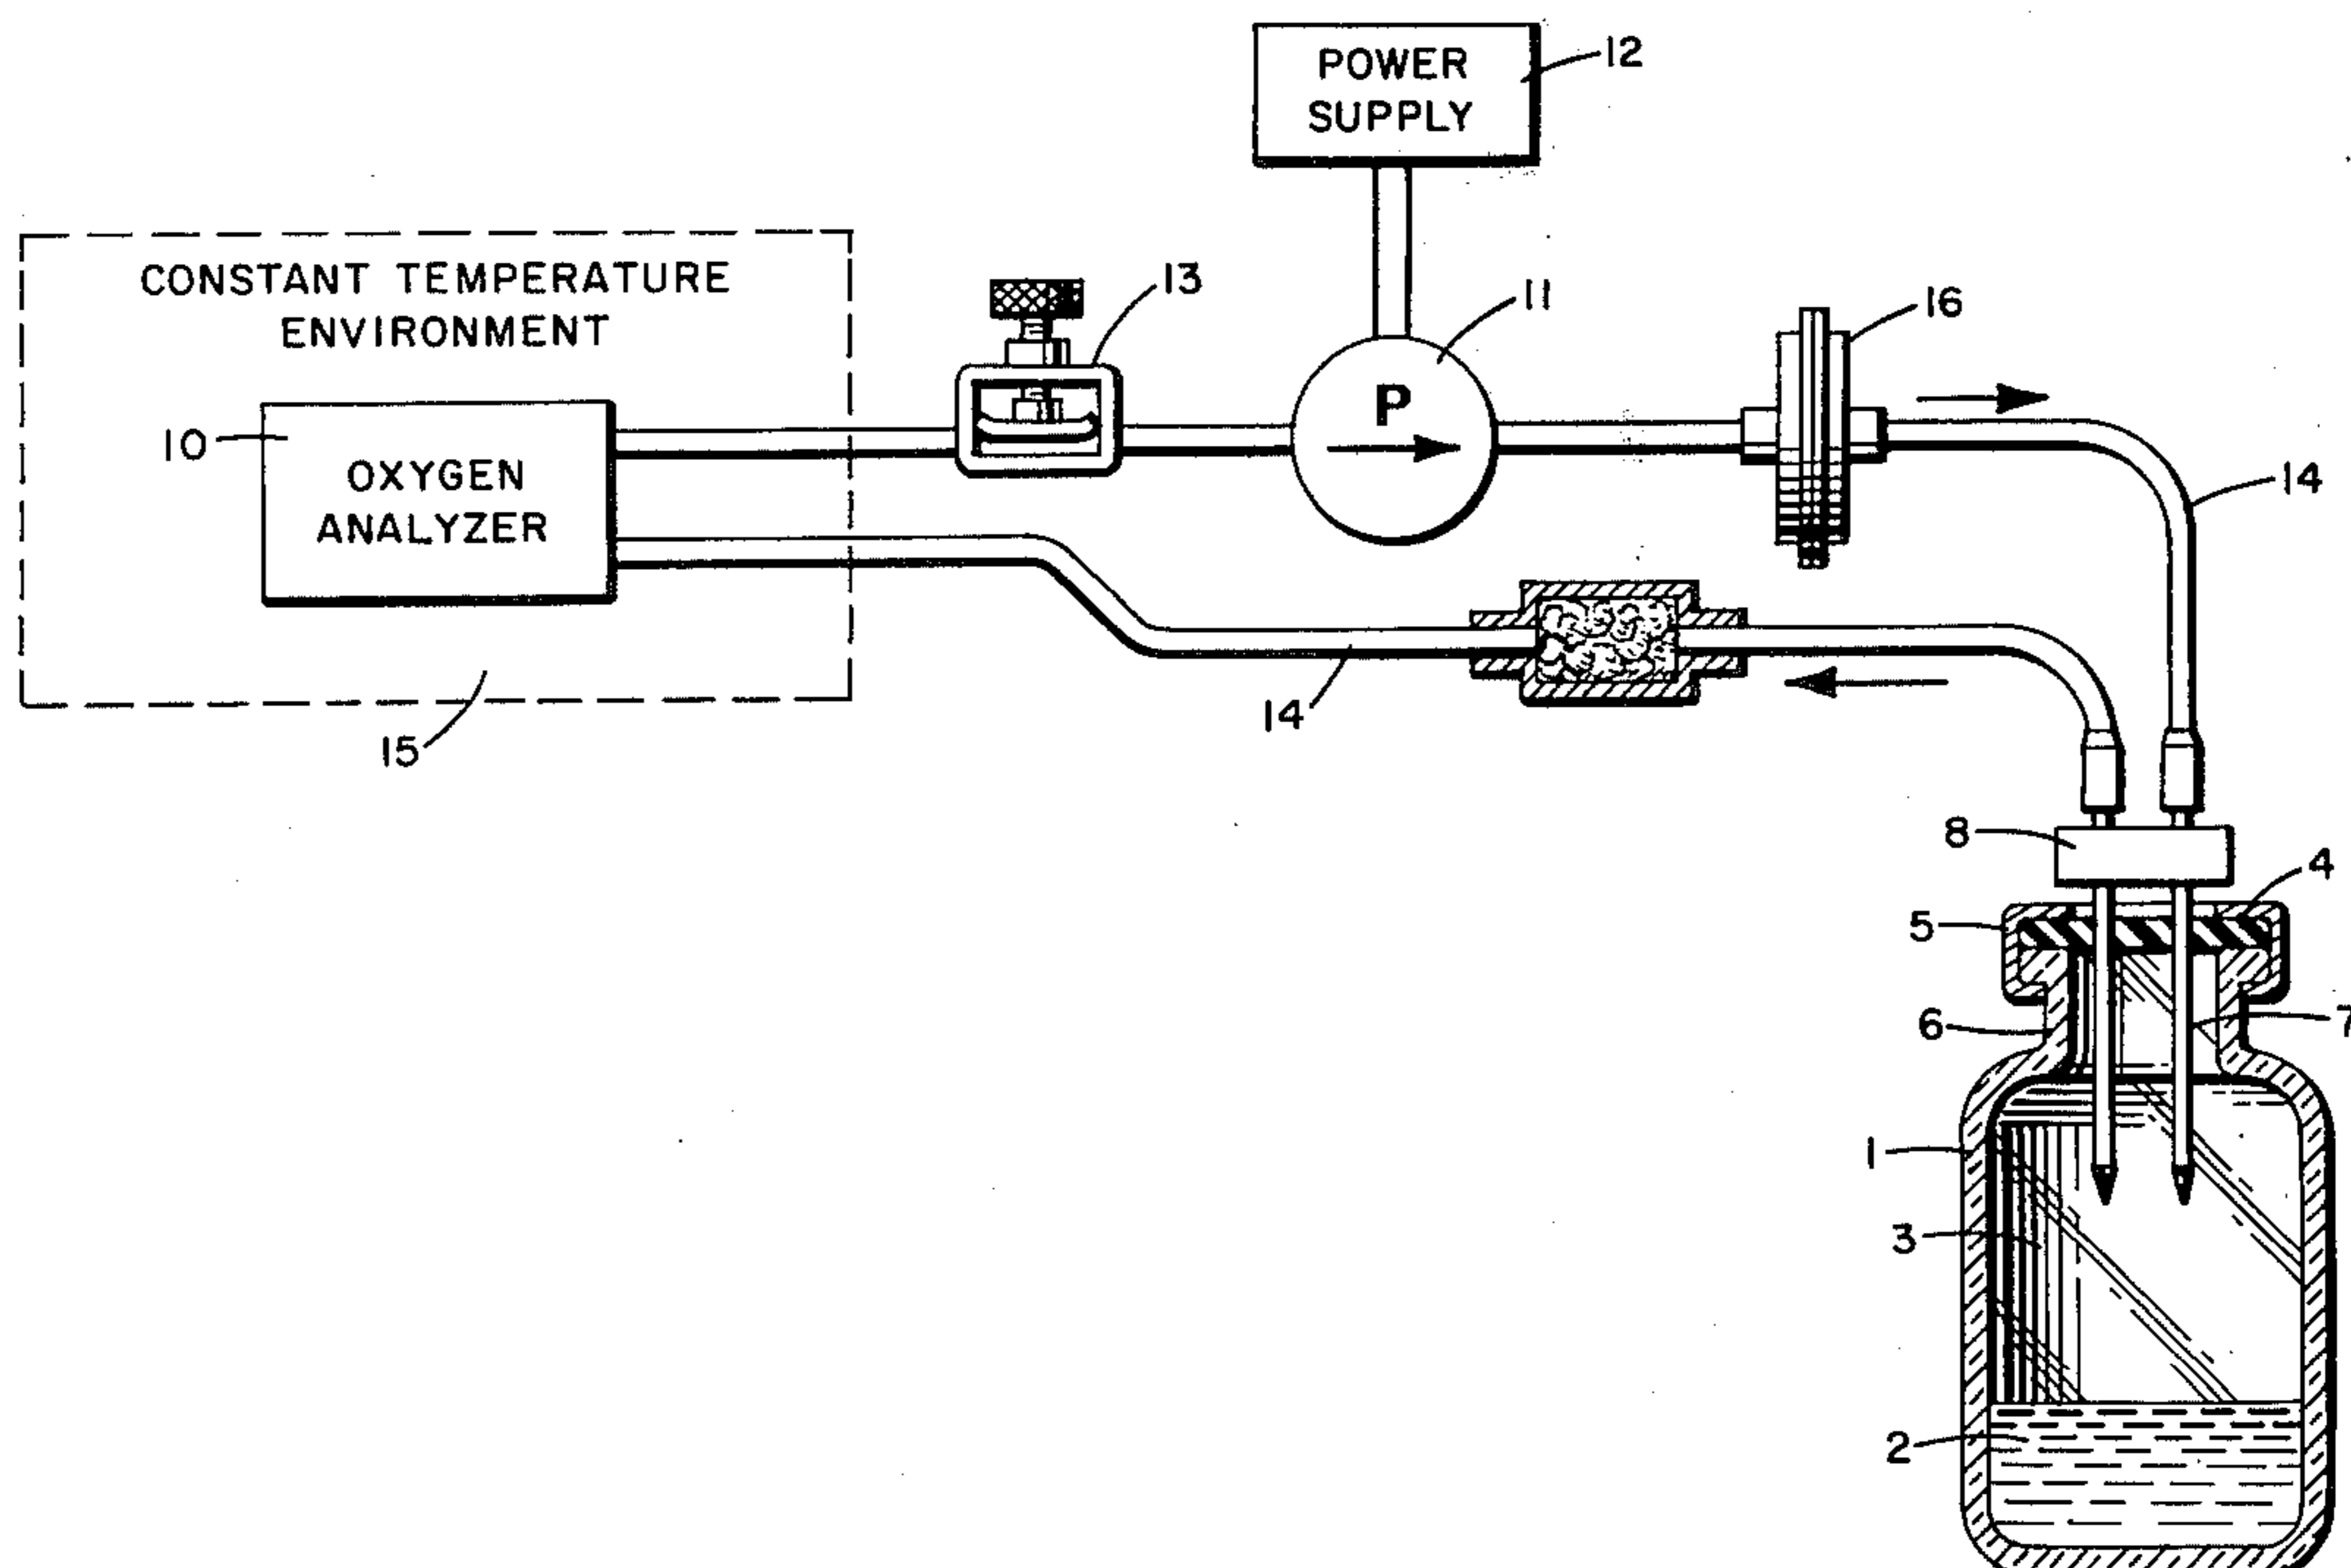 POWER
SUPPLY
12
CONSTANT TEMPERATURE
ENVIRONMENT
13
11
16
P
10
OXYGEN
ANALYZER
14
14
15
8
4
5
6
7
1
3
2